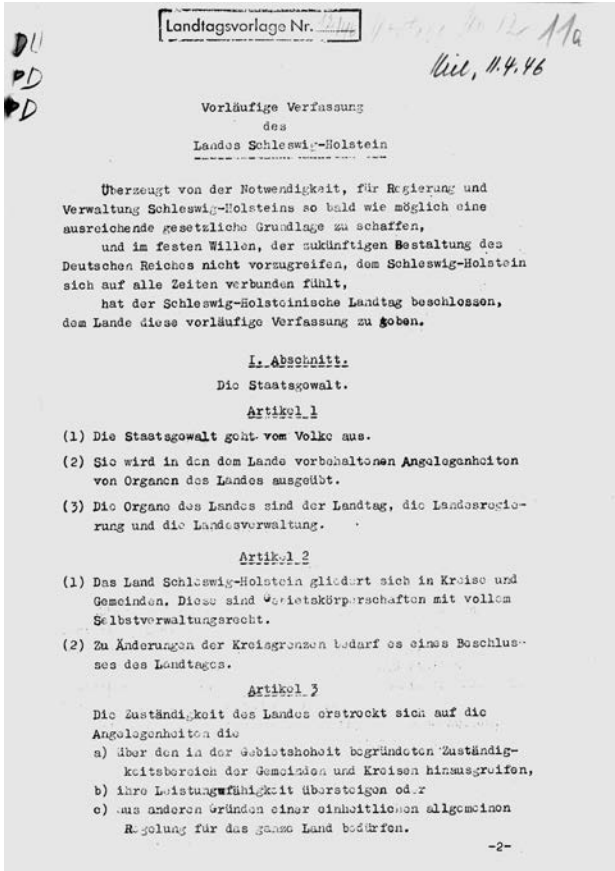 Landtagsvorlage Nr.
11a
Kiel, 11.4.46
Vorläufige Verfassung
des
Landes Schleswig-Holstein
Überzeugt von der Notwendigkeit, für Regierung und
Verwaltung Schleswig-Holsteins so bald wie möglich eine
ausreichende gesetzliche Grundlage zu schaffen,
und im festen Willen, der zukünftigen Bestaltung des
Deutschen Reiches nicht vorzugreifen, dem Schleswig-Holstein
sich auf alle Zeiten verbunden fühlt,
hat der Schleswig-Holsteinische Landtag beschlossen,
dem Lande diese vorläufige Verfassung zu geben.
I. Abschnitt.
Die Staatsgewalt.
Artikel 1
(1) Die Staatsgewalt geht vom Volke aus.
(2) Sie wird in den dem Lande vorbehaltenen Angelegenheiten
von Organen des Landes ausgeübt.
(3) Die Organe des Landes sind der Landtag, die Landesregie-
rung und die Landesverwaltung.
Artikel 2
(1) Das Land Schleswig-Holstein gliedert sich in Kreise und
Gemeinden. Diese sind Gebietskörperschaften mit vollem
Selbstverwaltungsrecht.
(2) Zu Änderungen der Kreisgrenzen bedarf es eines Beschlus-
ses des Landtages.
Artikel 3
Die Zuständigkeit des Landes erstreckt sich auf die
Angelegenheiten die
a) über den in der Gebietshoheit begründeten Zuständig-
keitsbereich der Gemeinden und Kreisen hinausgreifen,
b) ihre Leistungsfähigkeit übersteigen oder
c) aus anderen Gründen einer einheitlichen allgemeinen
Regelung für das ganze Land bedürfen.
-2-